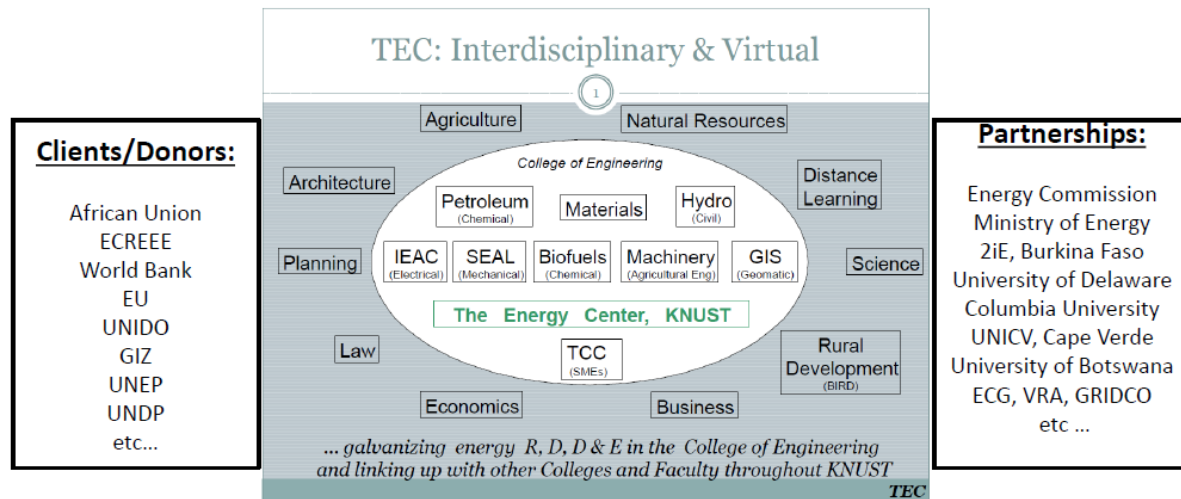 TEC: Interdisciplinary & Virtual
1
Clients/Donors:
African Union
ECREEE
World Bank
EU
UNIDO
GIZ
UNEP
UNDP
etc...
Agriculture
Natural Resources
Architecture
College of Engineering
Distance
Learning
Petroleum
(Chemical)
Materials
Hydro
(Civil)
Planning
IEAC
(Electrical)
SEAL
(Mechanical)
Biofuels
(Chemical)
Machinery
(Agricultural Eng)
GIS
(Geomatic)
Science
The Energy Center, KNUST
Law
TCC
(SMEs)
Rural
Development
(BIRD)
Economics
Business
... galvanizing energy R, D, D & E in the College of Engineering
and linking up with other Colleges and Faculty throughout KNUST
TEC
Partnerships:
Energy Commission
Ministry of Energy
2iE, Burkina Faso
University of Delaware
Columbia University
UNICV, Cape Verde
University of Botswana
ECG, VRA, GRIDCO
etc ...